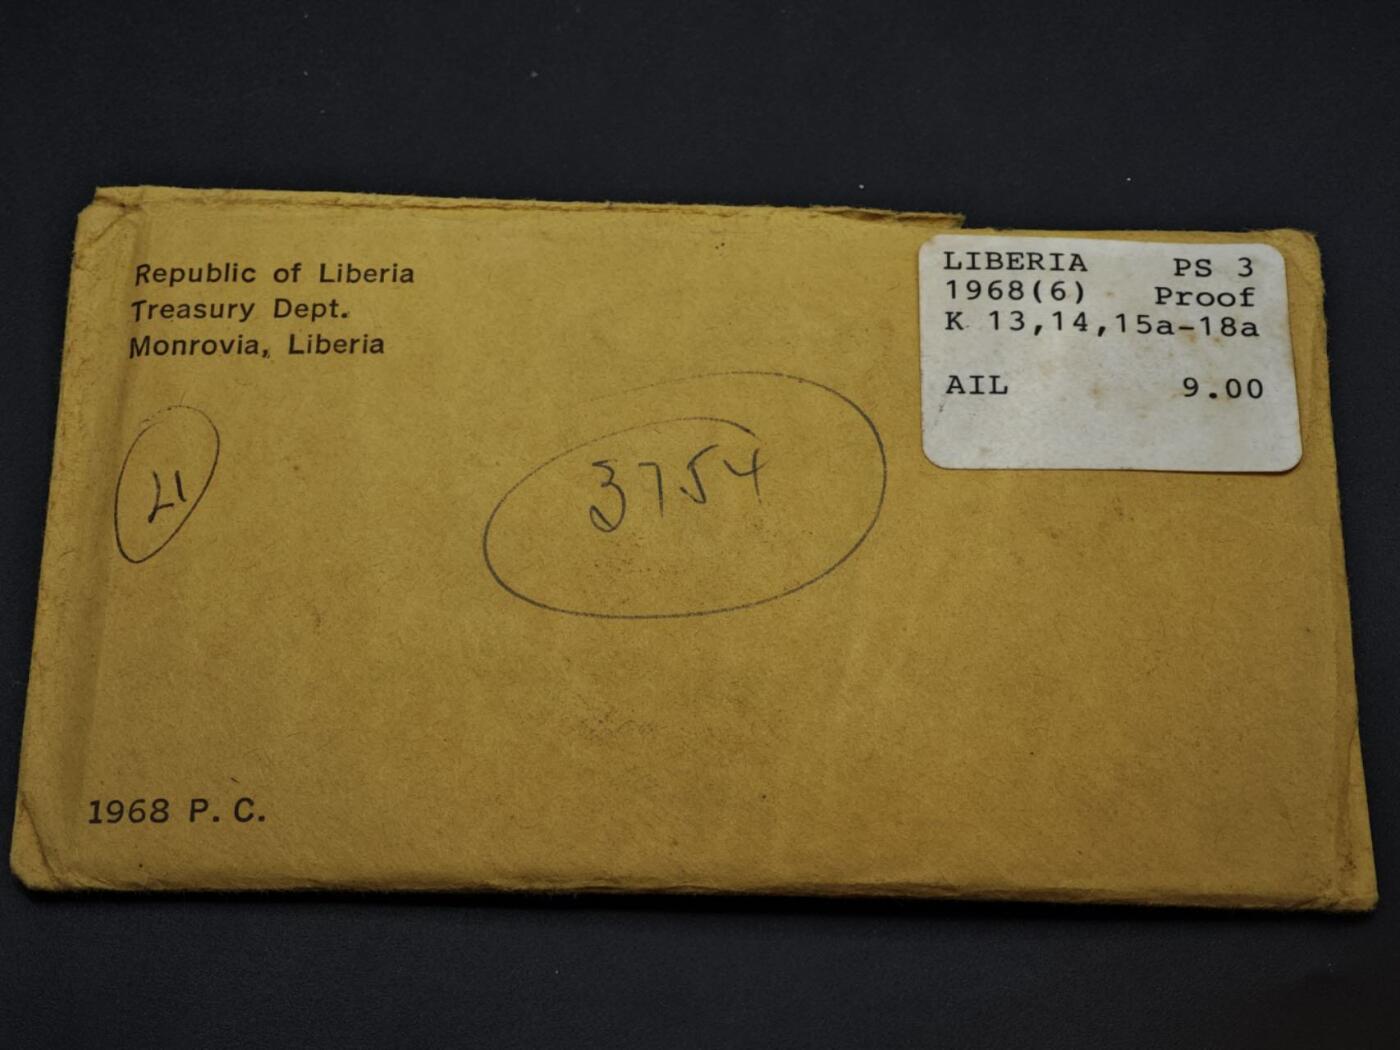 Republic of Liberia
Treasury Dept.
Monrovia, Liberia
LIBERIA PS 3
1968(6) Proof
K 13,14,15a-18a
AIL 9.00
LI
3754
1968 P. C.